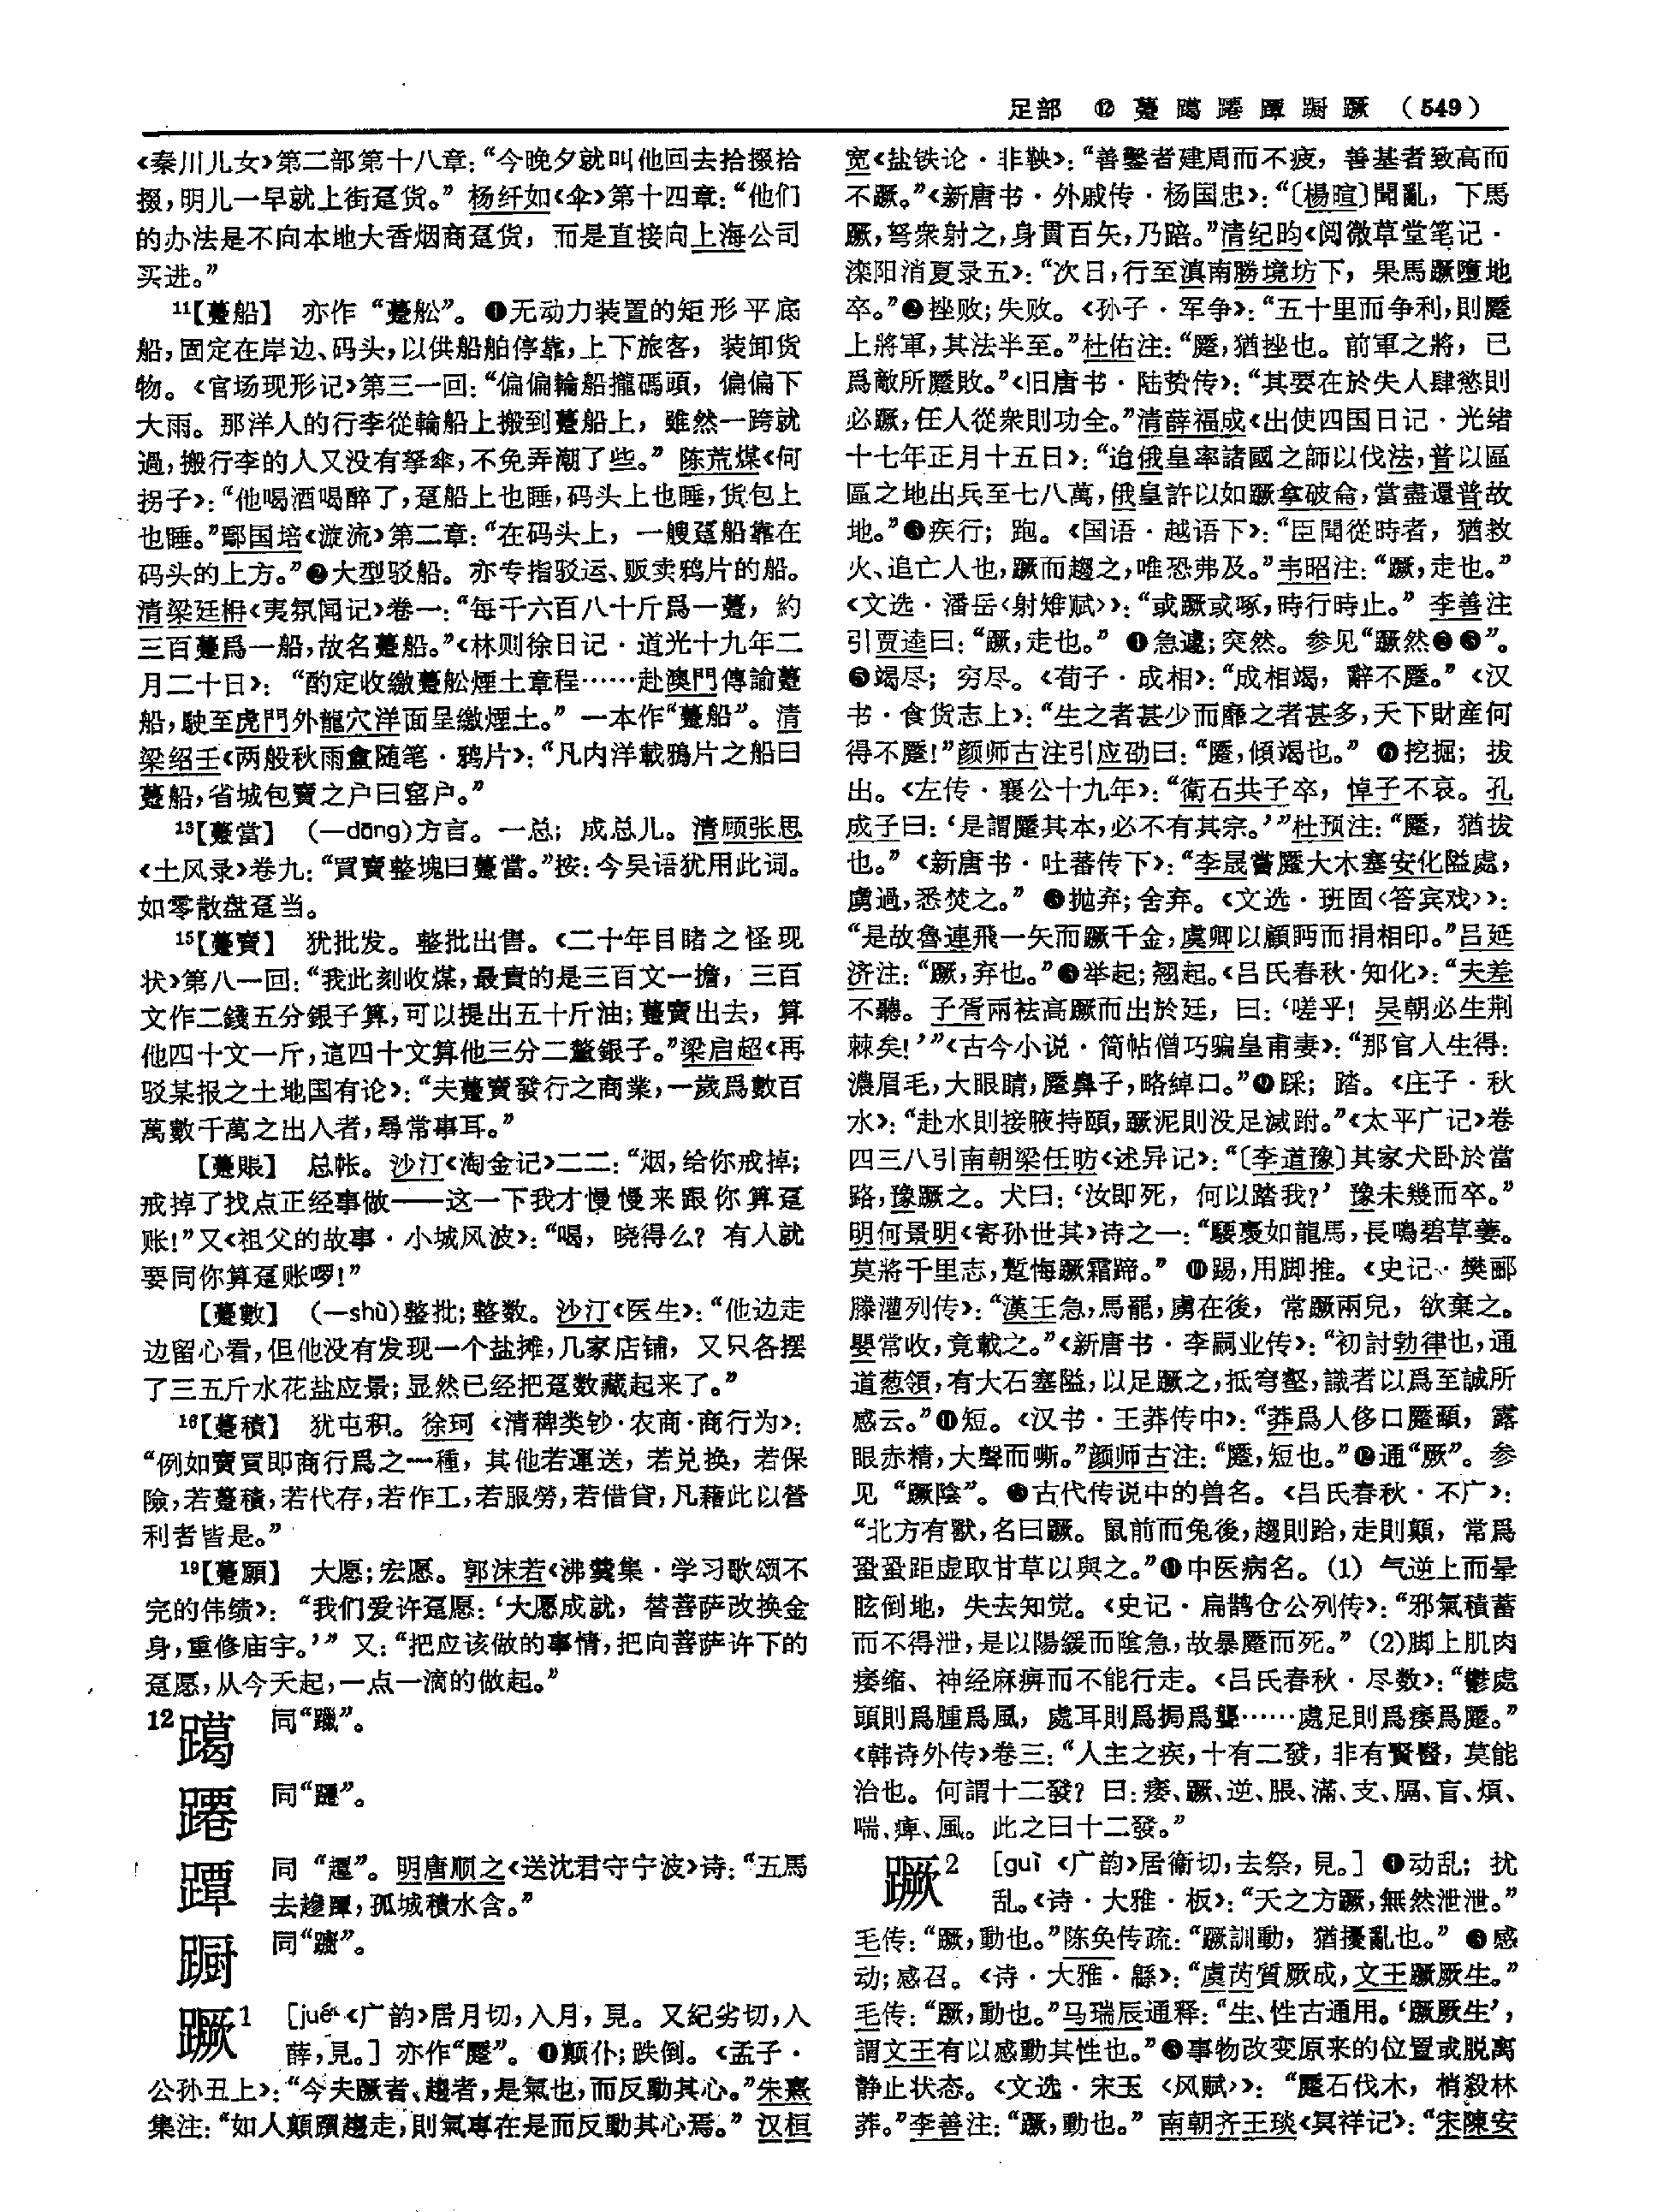 足部 ⑫ 躉 躢 踡 蹕 蹰 蹶 (549)
《秦川儿女》第二部第十八章：“今晚夕就叫他回去拾掇拾
掇，明儿一早就上街趸货。” 杨纤如《伞》第十四章：“他们
的办法是不向本地大香烟商趸货，而是直接向上海公司
买进。”
11【躉船】 亦作“躉舩”。❶无动力装置的矩形平底
船，固定在岸边、码头，以供船舶停靠，上下旅客，装卸货
物。《官场现形记》第三一回：“偏偏輪船攏碼頭，偏偏下
大雨。那洋人的行李從輪船上搬到躉船上，雖然一跨就
過，搬行李的人又没有拏傘，不免弄潮了些。” 陈荒煤《何
拐子》：“他喝酒喝醉了，趸船上也睡，码头上也睡，货包上
也睡。”鄢国培《漩流》第二章：“在码头上，一艘趸船靠在
码头的上方。”❷大型驳船。亦专指驳运、贩卖鸦片的船。
清梁廷枏《夷氛闻记》卷一：“每千六百八十斤爲一躉，約
三百躉爲一船，故名躉船。”《林则徐日记·道光十九年二
月二十日》：“酌定收繳躉舩煙土章程……赴澳門傳諭躉
船，駛至虎門外龍穴洋面呈繳煙土。” 一本作“躉船”。清
梁绍壬《两般秋雨盦随笔·鸦片》：“凡内洋載鴉片之船曰
躉船，省城包賣之户曰窰户。”
13【躉當】 (一dāng)方言。一总；成总儿。清顾张思
《土风录》卷九：“買賣整塊曰躉當。”按：今吴语犹用此词。
如零散盘趸当。
15【躉賣】 犹批发。整批出售。《二十年目睹之怪现
状》第八一回：“我此刻收煤，最貴的是三百文一擔，三百
文作二錢五分銀子算，可以提出五十斤油；躉賣出去，算
他四十文一斤，這四十文算他三分二釐銀子。”梁启超《再
驳某报之土地国有论》：“夫躉賣發行之商業，一歲爲數百
萬數千萬之出入者，尋常事耳。”
【躉賬】 总帐。沙汀《淘金记》二二：“烟，给你戒掉；
戒掉了找点正经事做——这一下我才慢慢来跟你算趸
账！”又《祖父的故事·小城风波》：“喝，晓得么？有人就
要同你算趸账啰！”
【躉數】 (一shù)整批；整数。沙汀《医生》：“他边走
边留心看，但他没有发现一个盐摊，几家店铺，又只各摆
了三五斤水花盐应景；显然已经把趸数藏起来了。”
16【躉積】 犹屯积。徐珂《清稗类钞·农商·商行为》：
“例如賣買即商行爲之一種，其他若運送，若兑换，若保
險，若躉積，若代存，若作工，若服勞，若借貸，凡藉此以營
利者皆是。”
19【躉願】 大愿；宏愿。郭沫若《沸羹集·学习歌颂不
完的伟绩》：“我们爱许趸愿：‘大愿成就，替菩萨改换金
身，重修庙宇。’” 又：“把应该做的事情，把向菩萨许下的
趸愿，从今天起，一点一滴的做起。”
12躢 同“躐”。
同“躚”。
同“趯”。明唐顺之《送沈君守宁波》诗：“五馬
去，孤城積水含。”
蹰 同“躕”。
蹶1 [jué《广韵》居月切，入月，見。又紀劣切，入
薛，見。]亦作“蹷”。❶颠仆；跌倒。《孟子·
公孙丑上》：“今夫蹶者、趨者，是氣也，而反動其心。”朱熹
集注：“如人顛躓趨走，則氣專在是而反動其心焉。” 汉桓
宽《盐铁论·非鞅》：“善鑿者建周而不疲，善基者致高而
不蹶。”《新唐书·外戚传·杨国忠》：“〔楊暄〕聞亂，下馬
蹶，弩衆射之，身貫百矢，乃踣。”清纪昀《阅微草堂笔记·
滦阳消夏录五》：“次日，行至滇南勝境坊下，果馬蹶墮地
卒。”❷挫败；失败。《孙子·军争》：“五十里而争利，則蹷
上將軍，其法半至。”杜佑注：“蹷，猶挫也。前軍之將，已
爲敵所蹷敗。”《旧唐书·陆贽传》：“其要在於失人肆慾則
必蹶，任人從衆則功全。”清薛福成《出使四国日记·光绪
十七年正月十五日》：“迨俄皇率諸國之師以伐法，普以區
區之地出兵至七八萬，俄皇許以如蹶拿破侖，當盡還普故
地。”❸疾行；跑。《国语·越语下》：“臣聞從時者，猶救
火、追亡人也，蹶而趨之，唯恐弗及。”韦昭注：“蹶，走也。”
《文选·潘岳〈射雉赋〉》：“或蹶或啄，時行時止。” 李善注
引贾逵曰：“蹶，走也。” ❹急遽；突然。参见“蹶然❷❸”。
❺竭尽；穷尽。《荀子·成相》：“成相竭，辭不蹷。”《汉
书·食货志上》：“生之者甚少而靡之者甚多，天下財産何
得不蹷！”颜师古注引应劭曰：“蹷，傾竭也。” ❻挖掘；拔
出。《左传·襄公十九年》：“衛石共子卒，悼子不哀。孔
成子曰：‘是謂蹷其本，必不有其宗。’”杜预注：“蹷，猶拔
也。”《新唐书·吐蕃传下》：“李晟嘗蹷大木塞安化隘處，
虜過，悉焚之。” ❼抛弃；舍弃。《文选·班固〈答宾戏〉》：
“是故魯連飛一矢而蹶千金，虞卿以顧眄而捐相印。”吕延
济注：“蹶，弃也。”❽举起；翘起。《吕氏春秋·知化》：“夫差
不聽。子胥兩袪高蹶而出於廷，曰：‘嗟乎！吴朝必生荆
棘矣！’”《古今小说·简帖僧巧骗皇甫妻》：“那官人生得：
濃眉毛，大眼睛，蹷鼻子，略綽口。”❾踩；踏。《庄子·秋
水》：“赴水則接腋持頤，蹶泥則没足滅跗。”《太平广记》卷
四三八引南朝梁任昉《述异记》：“〔李道豫〕其家犬卧於當
路，豫蹶之。犬曰：‘汝即死，何以踏我？’ 豫未幾而卒。”
明何景明《寄孙世其》诗之一：“騕褭如龍馬，長鳴碧草萋。
莫將千里志，蹔悔蹶霜蹄。” ❿踢，用脚推。《史记·樊郦
滕灌列传》：“漢王急，馬罷，虜在後，常蹶兩兒，欲棄之。
嬰常收，竟載之。”《新唐书·李嗣业传》：“初討勃律也，通
道葱領，有大石塞隘，以足蹶之，抵穹壑，識者以爲至誠所
感云。”⓫短。《汉书·王莽传中》：“莽爲人侈口蹷顄，露
眼赤精，大聲而嘶。”颜师古注：“蹷，短也。”⓬通“厥”。参
见“蹶陰”。⓭古代传说中的兽名。《吕氏春秋·不广》：
“北方有獸，名曰蹶。鼠前而兔後，趨則跲，走則顛，常爲
蛩蛩距虚取甘草以與之。”⓮中医病名。(1) 气逆上而晕
眩倒地，失去知觉。《史记·扁鹊仓公列传》：“邪氣積蓄
而不得泄，是以陽緩而陰急，故暴蹷而死。” (2)脚上肌肉
痿缩、神经麻痹而不能行走。《吕氏春秋·尽数》：“鬱處
頭則爲腫爲風，處耳則爲挶爲聾……處足則爲痿爲蹷。”
《韩诗外传》卷三：“人主之疾，十有二發，非有賢醫，莫能
治也。何謂十二發？曰：痿、蹶、逆、脹、滿、支、膈、肓、煩、
喘、痺、風。此之曰十二發。”
蹶2 [guì《广韵》居衛切，去祭，見。]❶动乱；扰
乱。《诗·大雅·板》：“天之方蹶，無然泄泄。”
毛传：“蹶，動也。”陈奂传疏：“蹶訓動，猶擾亂也。” ❷感
动；感召。《诗·大雅·緜》：“虞芮質厥成，文王蹶厥生。”
毛传：“蹶，動也。”马瑞辰通释：“生、性古通用。‘蹶厥生’，
謂文王有以感動其性也。”❸事物改变原来的位置或脱离
静止状态。《文选·宋玉〈风赋〉》：“蹷石伐木，梢殺林
莽。”李善注：“蹶，動也。” 南朝齐王琰《冥祥记》：“宋陳安